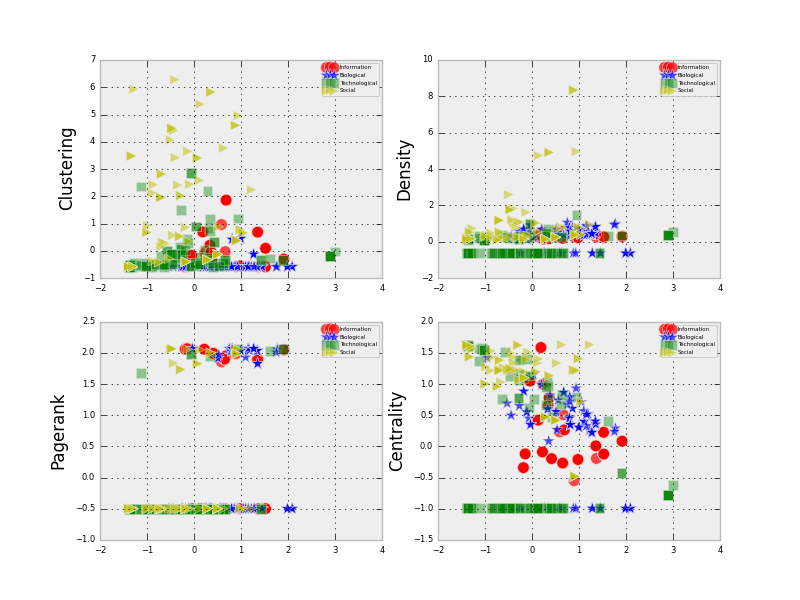 Clustering
7
6
5
4
3
2
1
0
−1
−2 −1 0 1 2 3 4
Information
Biological
Technological
Social
Density
10
8
6
4
2
0
−2
−2 −1 0 1 2 3 4
Information
Biological
Technological
Social
Pagerank
2.5
2.0
1.5
1.0
0.5
0.0
−0.5
−1.0
−2 −1 0 1 2 3 4
Information
Biological
Technological
Social
Centrality
2.0
1.5
1.0
0.5
0.0
−0.5
−1.0
−1.5
−2 −1 0 1 2 3 4
Information
Biological
Technological
Social